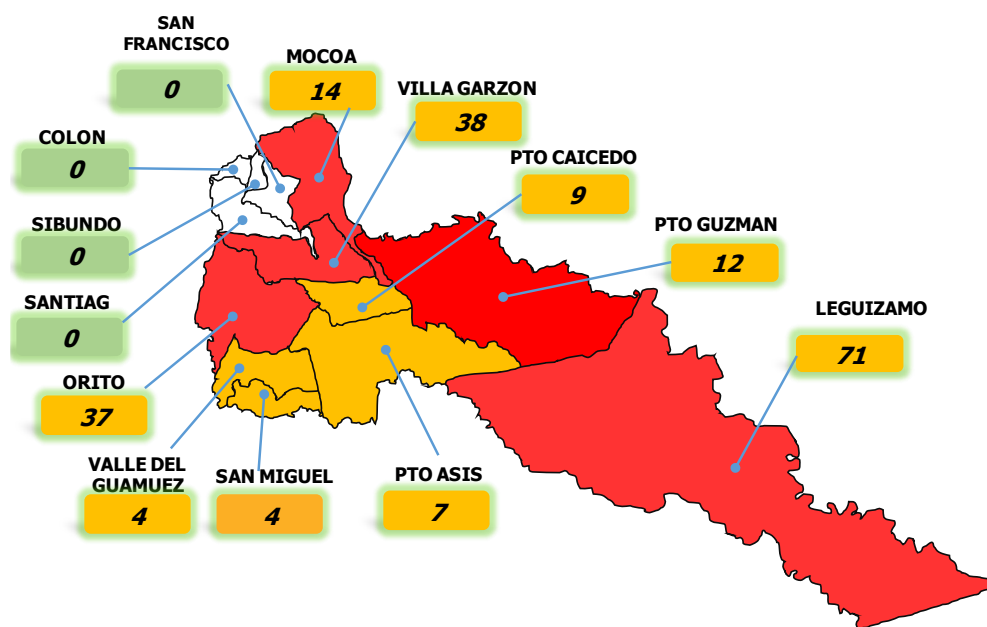 SAN
FRANCISCO
0
MOCOA
14
VILLA GARZON
38
COLON
0
PTO CAICEDO
9
SIBUNDO
0
PTO GUZMAN
12
SANTIAG
0
LEGUIZAMO
71
ORITO
37
VALLE DEL
GUAMUEZ
4
SAN MIGUEL
4
PTO ASIS
7